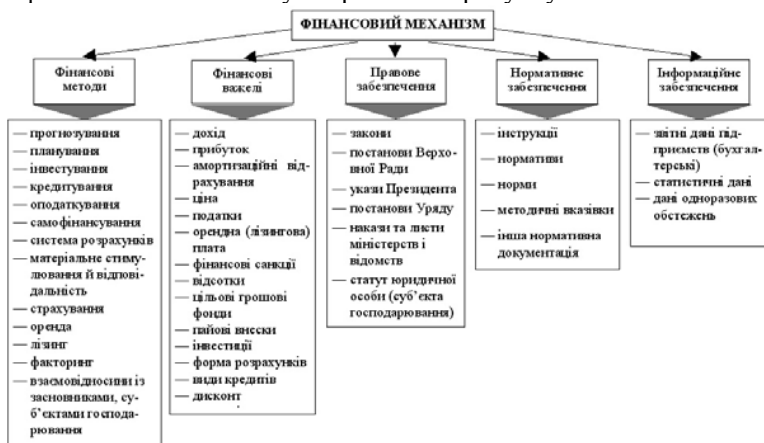 ФІНАНСОВИЙ МЕХАНІЗМ
Фінансові
методи
— прогнозування
— планування
— інвестування
— кредитування
— оподаткування
— самофінансування
— система розрахунків
— матеріальне стиму-
лювання й відпові-
дальність
— страхування
— оренда
— лізинг
— факторинг
— взаємовідносини із
засновниками, су-
б’єктами господа-
рювання
Фінансові
важелі
— дохід
— прибуток
— амортизаційні від-
рахування
— ціна
— податки
— орендна (лізингова)
плата
— фінансові санкції
— відсотки
— цільові грошові
фонди
— пайові внески
— інвестиції
— форма розрахунків
— види кредитів
— дисконт
Правове
забезпечення
— закони
— постанови Верхо-
вної Ради
— укази Президента
— постанови Уряду
— накази та листи
міністерств і
відомств
— статут юридичної
особи (суб’єкта
господарювання)
Нормативне
забезпечення
— інструкції
— нормативи
— норми
— методичні вказівки
— інша нормативна
документація
Інформаційне
забезпечення
— звітні дані під-
приємств (бухгал-
терські)
— статистичні дані
— дані одноразових
обстежень